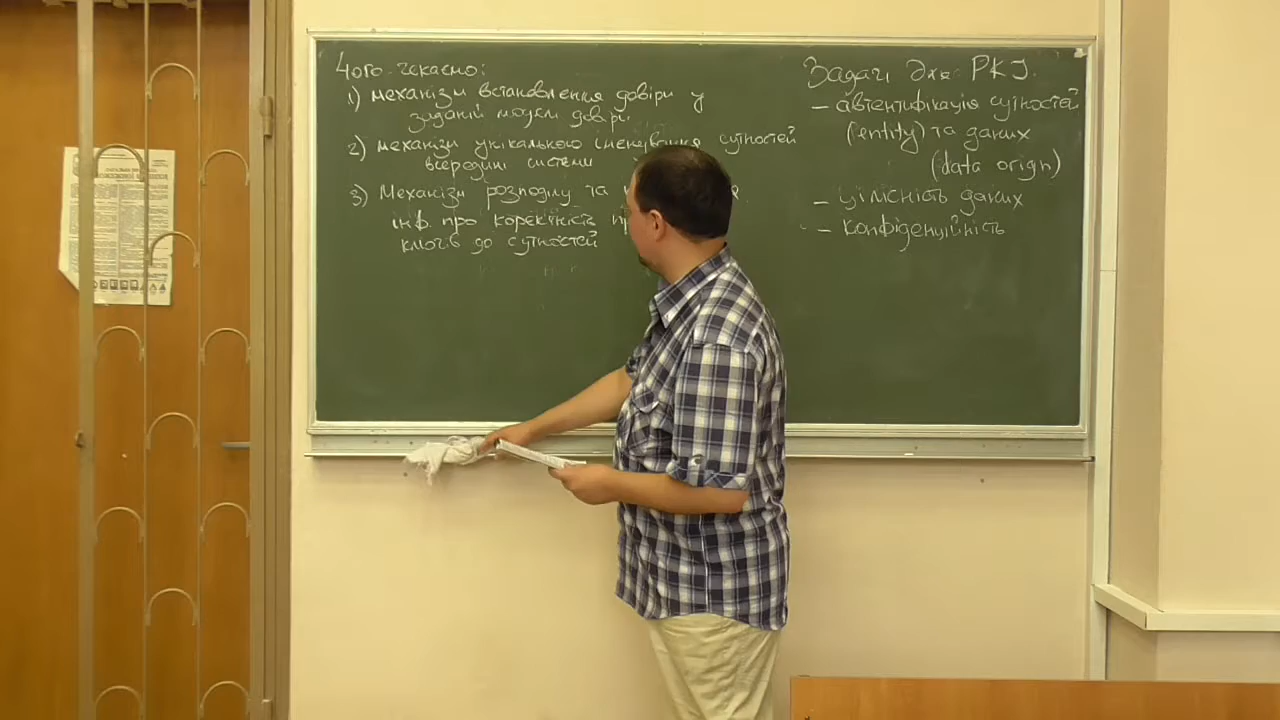 Чого чекаємо:
1) механізм встановлення довіри у
заданій моделі довіри.
2) механізм унікального іменування сутностей
всередині системи
3) Механізм розподілу та
інф. про коректність
ключів до сутностей
Задачі для PKI.
– автентифікація сутностей
(entity) та даних
(data orign)
– цілісність даних
– конфіденційність